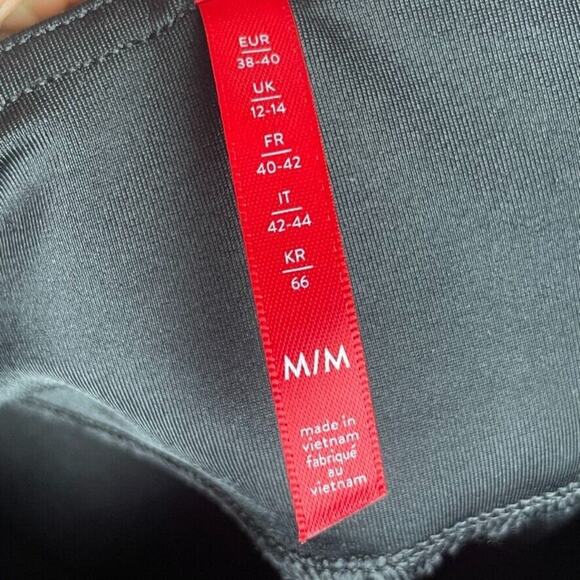 EUR
38-40
UK
12-14
FR
40-42
IT
42-44
KR
66
M/M
made in
vietnam
fabriqué
au
vietnam